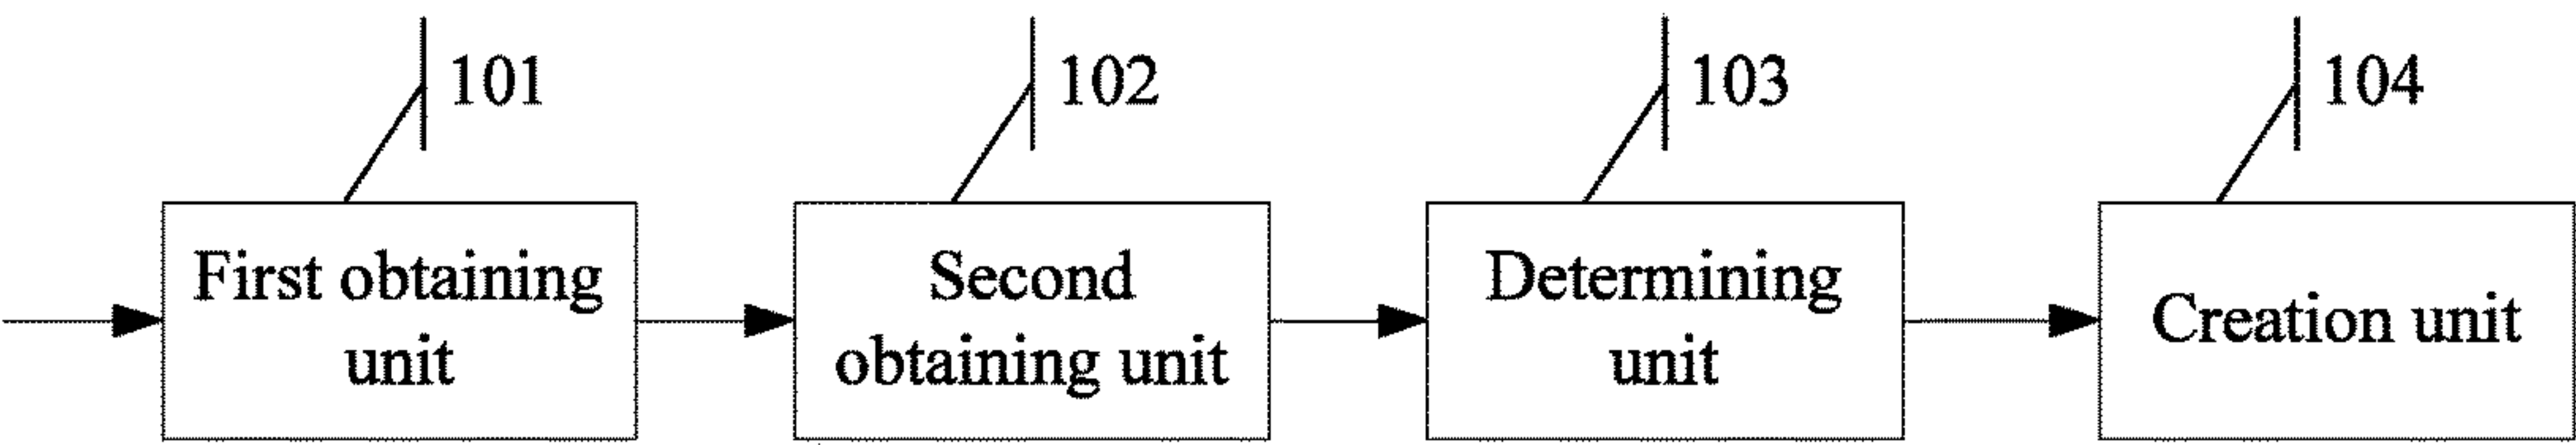 101
102
103
104
First obtaining
unit
Second
obtaining unit
Determining
unit
Creation unit